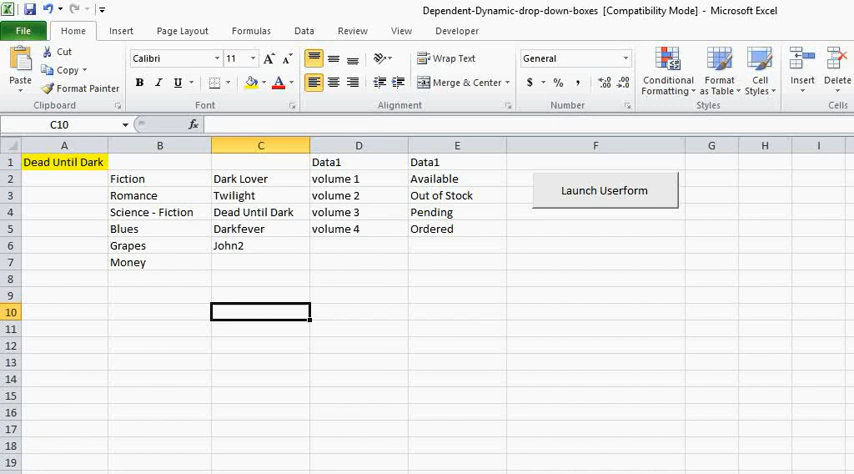 Dependent-Dynamic-drop-down-boxes [Compatibility Mode] - Microsoft Excel
File Home Insert Page Layout Formulas Data Review View Developer
Paste Cut Copy Format Painter Clipboard
Calibri 11 A A B I U A Font
Wrap Text Merge & Center Alignment
General $ % , .0 .00 .00 .0 Number
Conditional Formatting Format as Table Cell Styles Styles
Insert Delete Cells
C10 fx
A B C D E F G H I
1 Dead Until Dark Data1 Data1
2 Fiction Dark Lover volume 1 Available
Launch Userform
3 Romance Twilight volume 2 Out of Stock
4 Science - Fiction Dead Until Dark volume 3 Pending
5 Blues Darkfever volume 4 Ordered
6 Grapes John2
7 Money
8
9
10
11
12
13
14
15
16
17
18
19